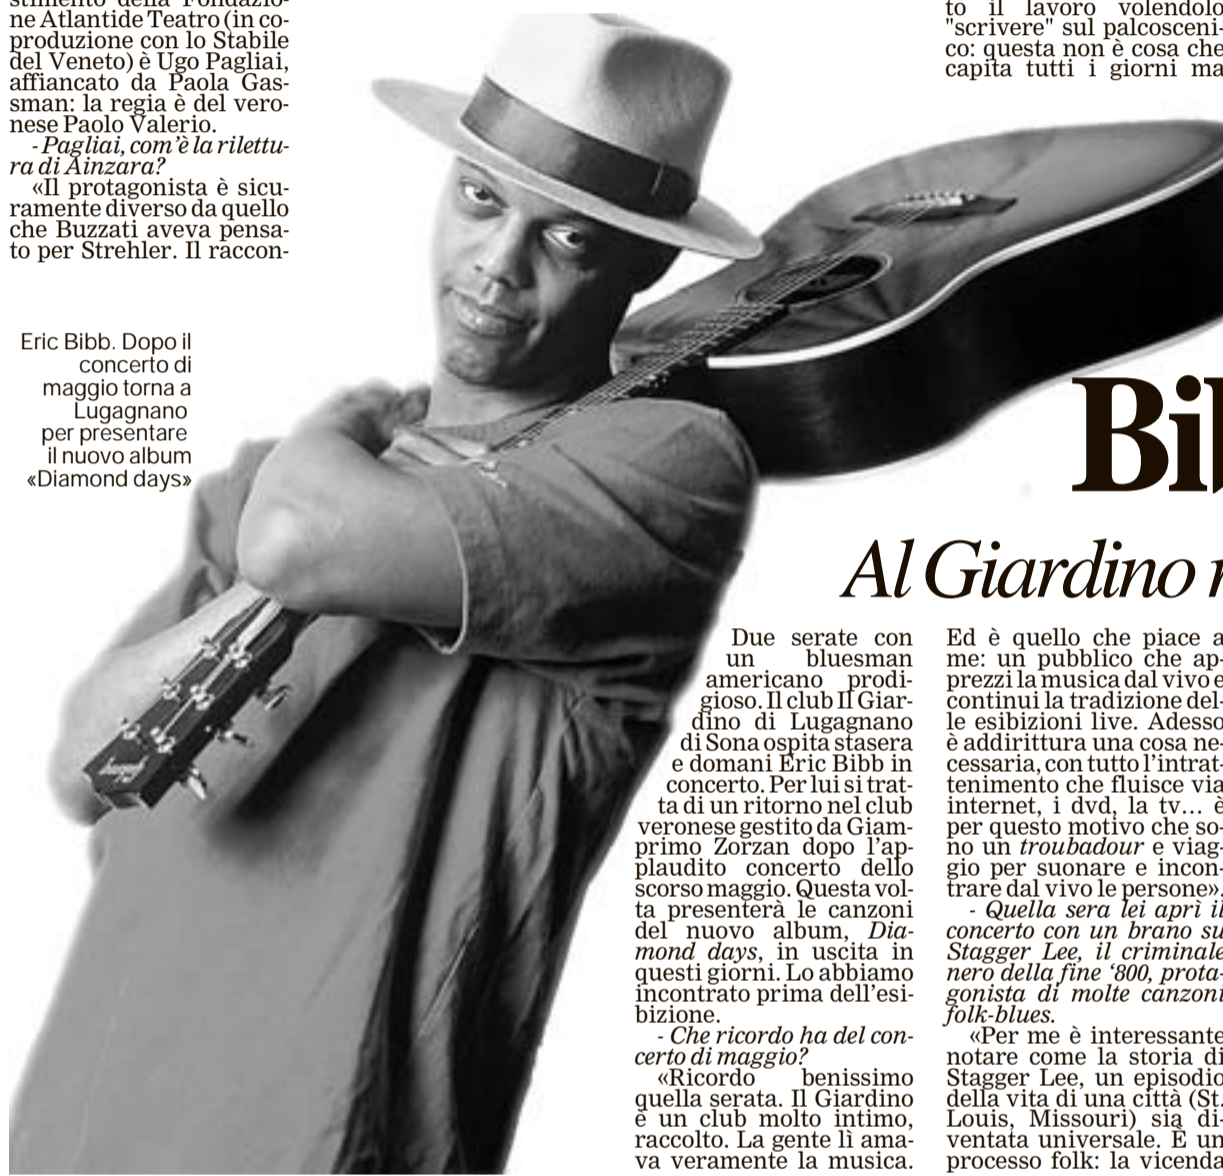 stimento della Fondazio-
ne Atlantide Teatro (in co-
produzione con lo Stabile
del Veneto) è Ugo Pagliai,
affiancato da Paola Gas-
sman: la regia è del vero-
nese Paolo Valerio.
- Pagliai, com'è la rilettu-
ra di Ainzara?
«Il protagonista è sicu-
ramente diverso da quello
che Buzzati aveva pensa-
to per Strehler. Il raccon-
to il lavoro volendolo
"scrivere" sul palcosceni-
co: questa non è cosa che
capita tutti i giorni ma
Eric Bibb. Dopo il
concerto di
maggio torna a
Lugagnano
per presentare
il nuovo album
«Diamond days»
Bib
Al Giardino
Due serate con
un bluesman
americano prodi-
gioso. Il club Il Giar-
dino di Lugagnano
di Sona ospita stasera
e domani Eric Bibb in
concerto. Per lui si trat-
ta di un ritorno nel club
veronese gestito da Giam-
primo Zorzan dopo l'ap-
plaudito concerto dello
scorso maggio. Questa vol-
ta presenterà le canzoni
del nuovo album, Dia-
mond days, in uscita in
questi giorni. Lo abbiamo
incontrato prima dell'esi-
bizione.
- Che ricordo ha del con-
certo di maggio?
«Ricordo benissimo
quella serata. Il Giardino
è un club molto intimo,
raccolto. La gente lì ama-
va veramente la musica.
Ed è quello che piace a
me: un pubblico che ap-
prezzi la musica dal vivo e
continui la tradizione del-
le esibizioni live. Adesso
è addirittura una cosa ne-
cessaria, con tutto l'intrat-
tenimento che fluisce via
internet, i dvd, la tv... è
per questo motivo che so-
no un troubadour e viag-
gio per suonare e incon-
trare dal vivo le persone».
- Quella sera lei aprì il
concerto con un brano su
Stagger Lee, il criminale
nero della fine ‘800, prota-
gonista di molte canzoni
folk-blues.
«Per me è interessante
notare come la storia di
Stagger Lee, un episodio
della vita di una città (St.
Louis, Missouri) sia di-
ventata universale. È un
processo folk: la vicenda